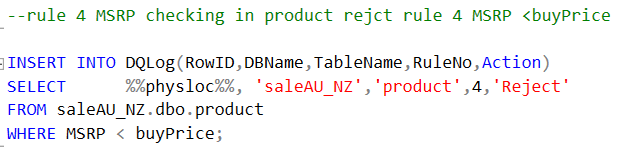 --rule 4 MSRP checking in product rejct rule 4 MSRP <buyPrice
INSERT INTO DQLog(RowID,DBName,TableName,RuleNo,Action)
SELECT %%physloc%%, 'saleAU_NZ','product',4,'Reject'
FROM saleAU_NZ.dbo.product
WHERE MSRP < buyPrice;